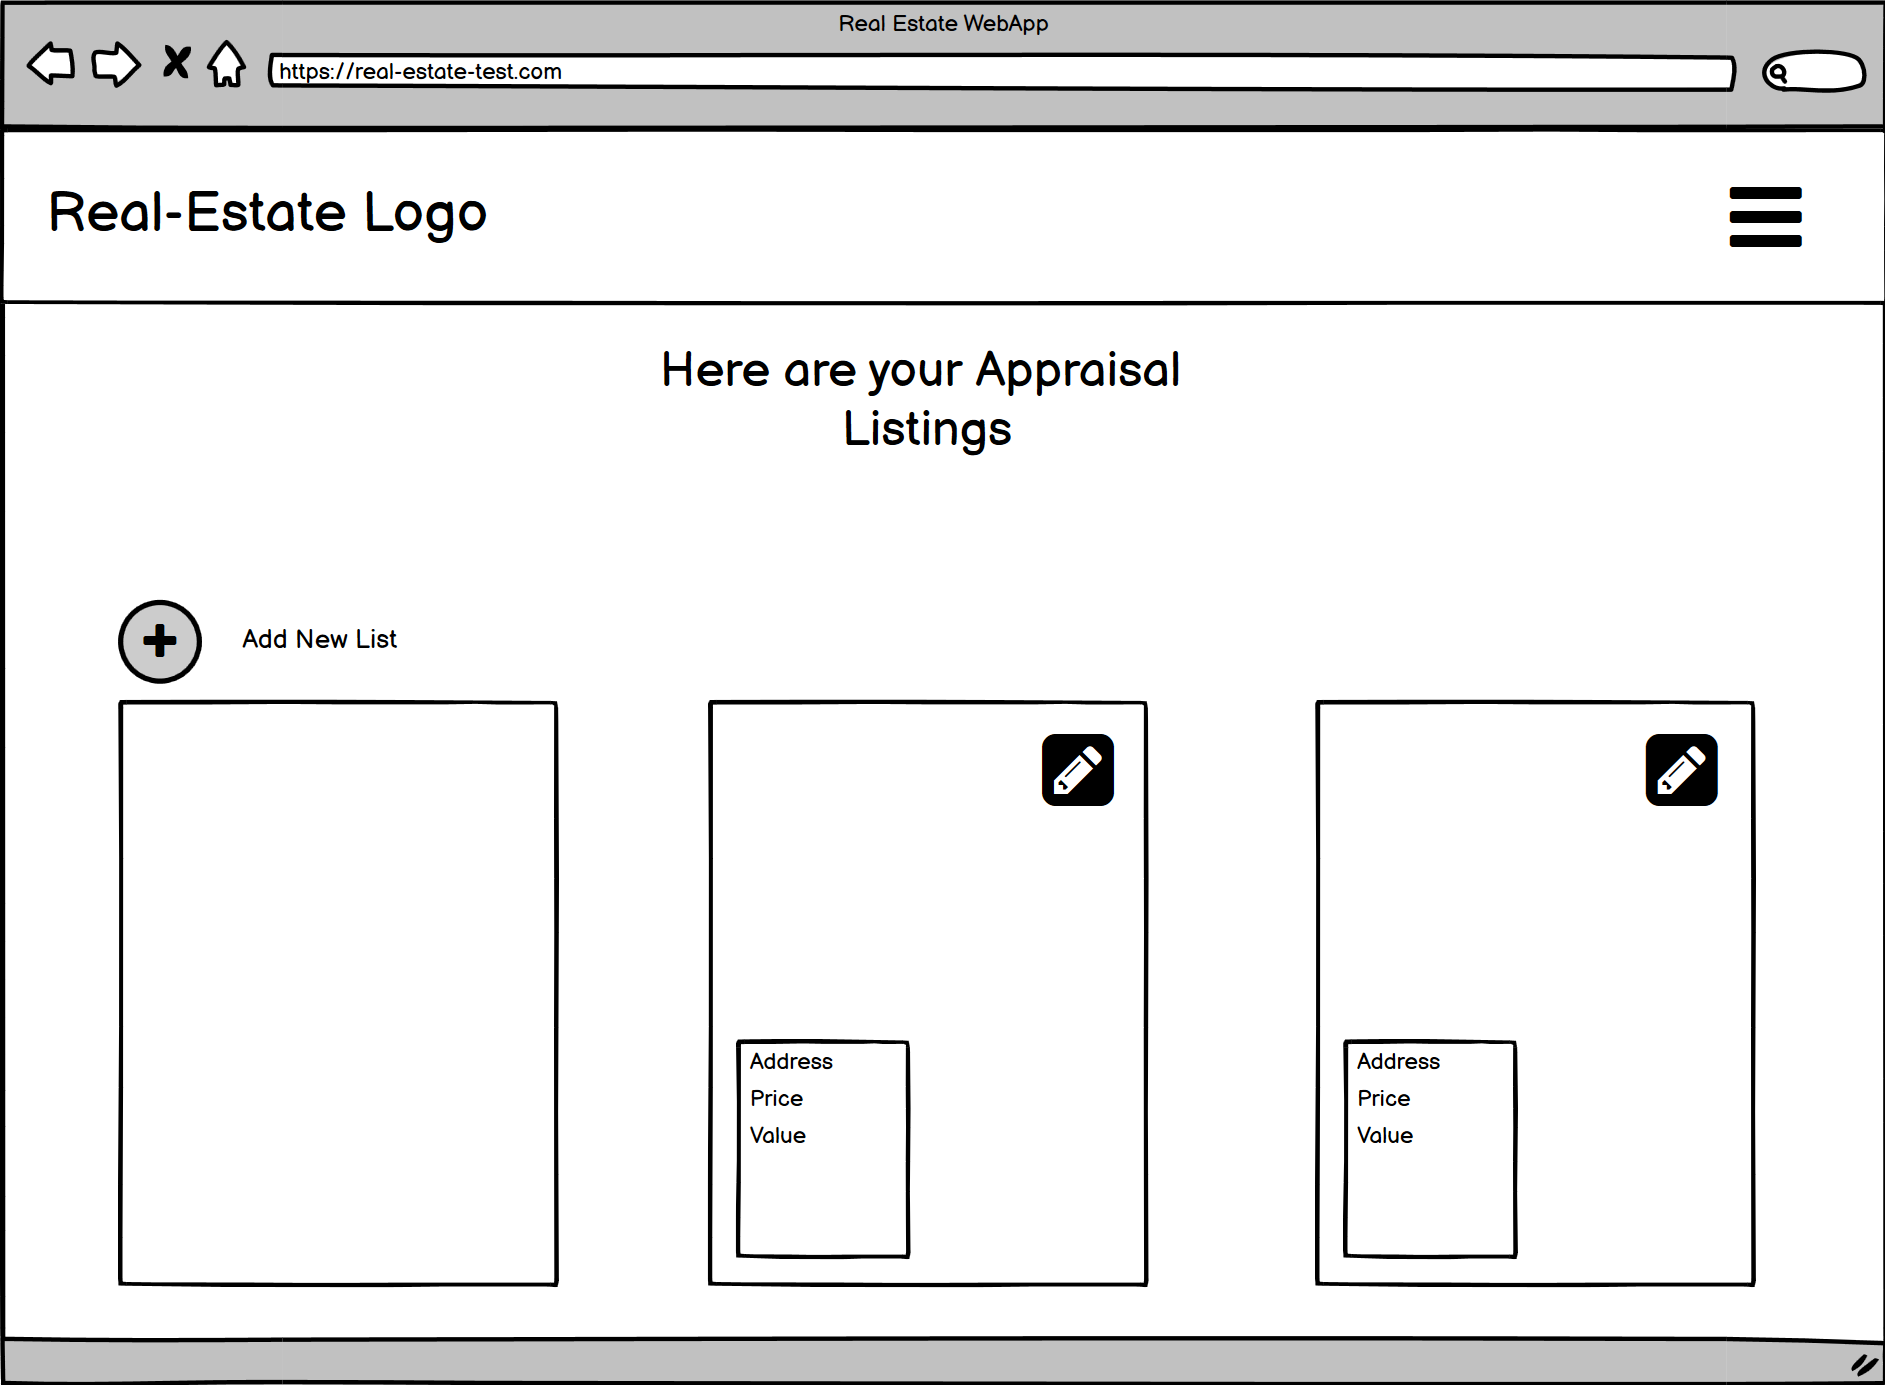 Real Estate WebApp
https://real-estate-test.com
Real-Estate Logo
Here are your Appraisal
Listings
Add New List
Address
Price
Value
Address
Price
Value